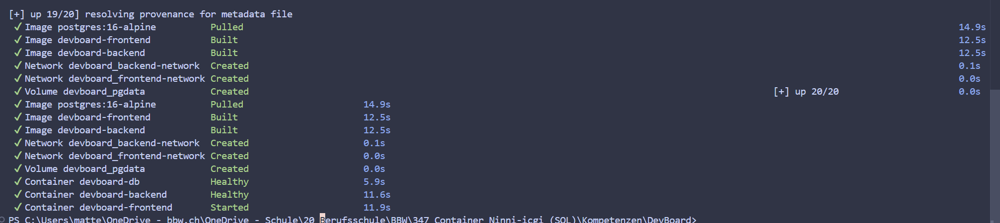 [+] up 19/20] resolving provenance for metadata file
✓ Image postgres:16-alpine Pulled 14.9s
✓ Image devboard-frontend Built 12.5s
✓ Image devboard-backend Built 12.5s
✓ Network devboard_backend-network Created 0.1s
✓ Network devboard_frontend-network Created 0.0s
✓ Volume devboard_pgdata Created [+] up 20/20 0.0s
✓ Image postgres:16-alpine Pulled 14.9s
✓ Image devboard-frontend Built 12.5s
✓ Image devboard-backend Built 12.5s
✓ Network devboard_backend-network Created 0.1s
✓ Network devboard_frontend-network Created 0.0s
✓ Volume devboard_pgdata Created 0.0s
✓ Container devboard-db Healthy 5.9s
✓ Container devboard-backend Healthy 11.6s
✓ Container devboard-frontend Started 11.9s
PS C:\Users\matte\OneDrive - bbw.ch\OneDrive - Schule\20 Berufsschule\BBW\347 Container Ninni-icgi (SOL)\Kompetenzen\DevBoard>